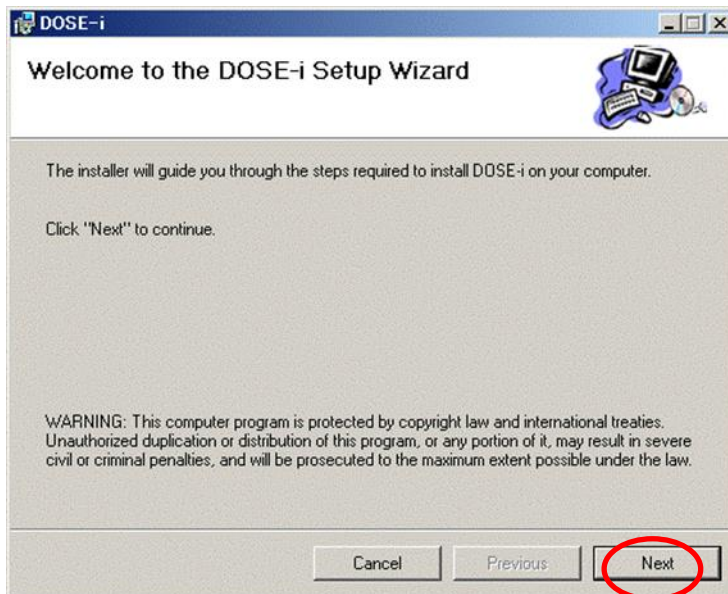 DOSE-i
Welcome to the DOSE-i Setup Wizard
The installer will guide you through the steps required to install DOSE-i on your computer.
Click "Next" to continue.
WARNING: This computer program is protected by copyright law and international treaties.
Unauthorized duplication or distribution of this program, or any portion of it, may result in severe
civil or criminal penalties, and will be prosecuted to the maximum extent possible under the law.
Cancel
Previous
Next